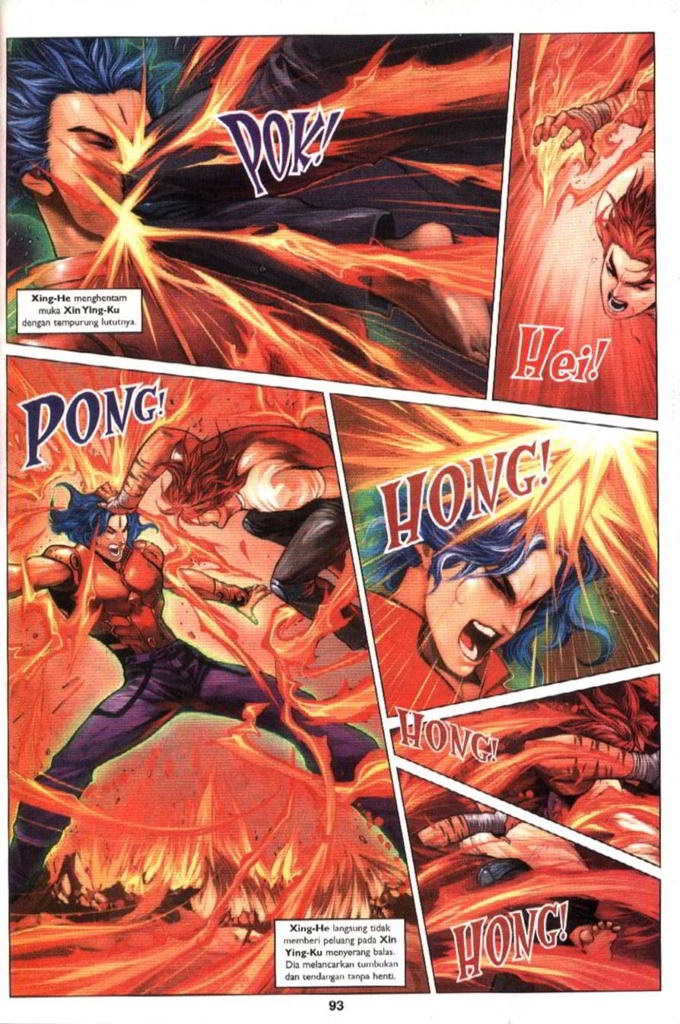 POK!
Xing-He menghentam
muka Xin Ying-Ku
dengan tempurung lututnya.
Hei!
PONG!
HONG!
HONG!
HONG!
Xing-He langsung tidak
memberi peluang pada Xin
Ying-Ku menyerang balas.
Dia melancarkan tumbukan
dan tendangan tanpa henti.
93